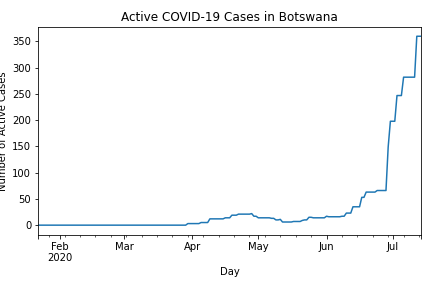 Active COVID-19 Cases in Botswana
Number of Active Cases
350
300
250
200
150
100
50
0
Feb Mar Apr May Jun Jul
2020
Day